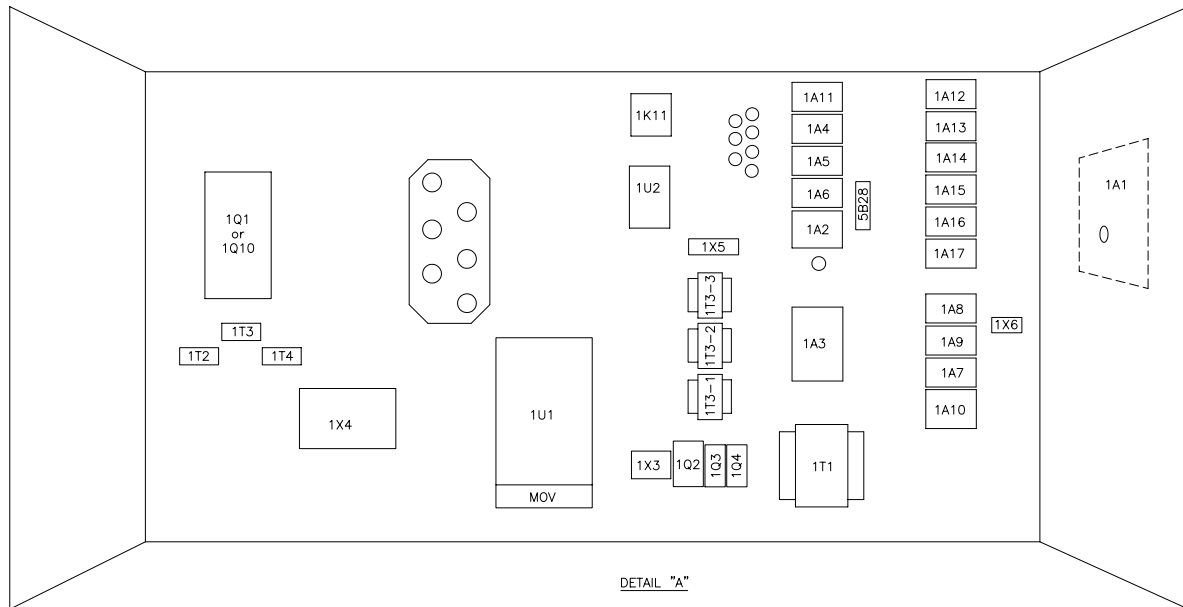 1Q1
or
1Q10
1T3
1T2
1T4
1X4
1U1
MOV
1K11
1U2
1X5
1T3-3
1T3-2
1T3-1
1X3
1Q2
1Q3
1Q4
1A11
1A4
1A5
1A6
1A2
5B28
1A3
1T1
1A12
1A13
1A14
1A15
1A16
1A17
1A8
1A9
1A7
1A10
1X6
1A1
DETAIL "A"